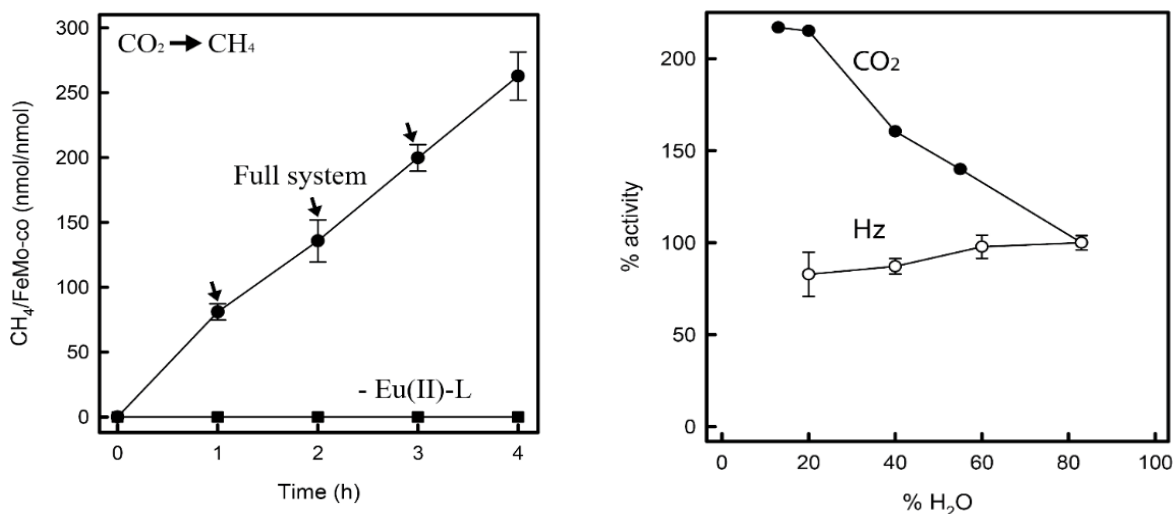 CO₂ → CH₄
Full system
- Eu(II)-L
300
250
200
150
100
50
0
CH₄/FeMo-co (nmol/nmol)
0 1 2 3 4
Time (h)
CO₂
Hz
200
150
100
50
0
% activity
0 20 40 60 80 100
% H₂O